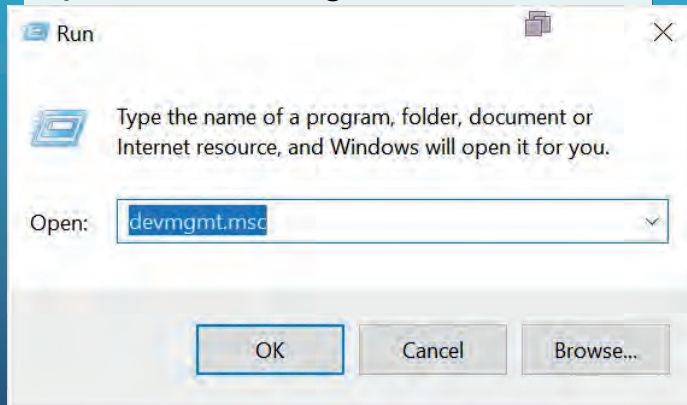 Run
Type the name of a program, folder, document or
Internet resource, and Windows will open it for you.
Open: devmgmt.msc
OK Cancel Browse...